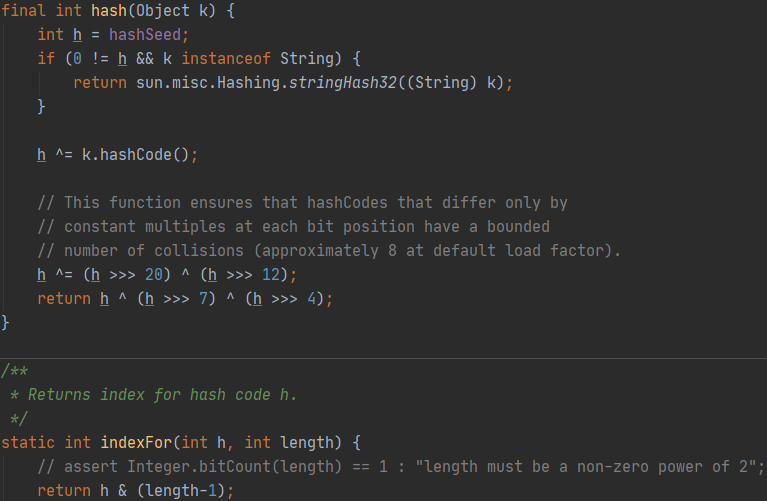 final int hash(Object k) {
    int h = hashSeed;
    if (0 != h && k instanceof String) {
        return sun.misc.Hashing.stringHash32((String) k);
    }

    h ^= k.hashCode();

    // This function ensures that hashCodes that differ only by
    // constant multiples at each bit position have a bounded
    // number of collisions (approximately 8 at default load factor).
    h ^= (h >>> 20) ^ (h >>> 12);
    return h ^ (h >>> 7) ^ (h >>> 4);
}

/**
 * Returns index for hash code h.
 */
static int indexFor(int h, int length) {
    // assert Integer.bitCount(length) == 1 : "length must be a non-zero power of 2";
    return h & (length-1);